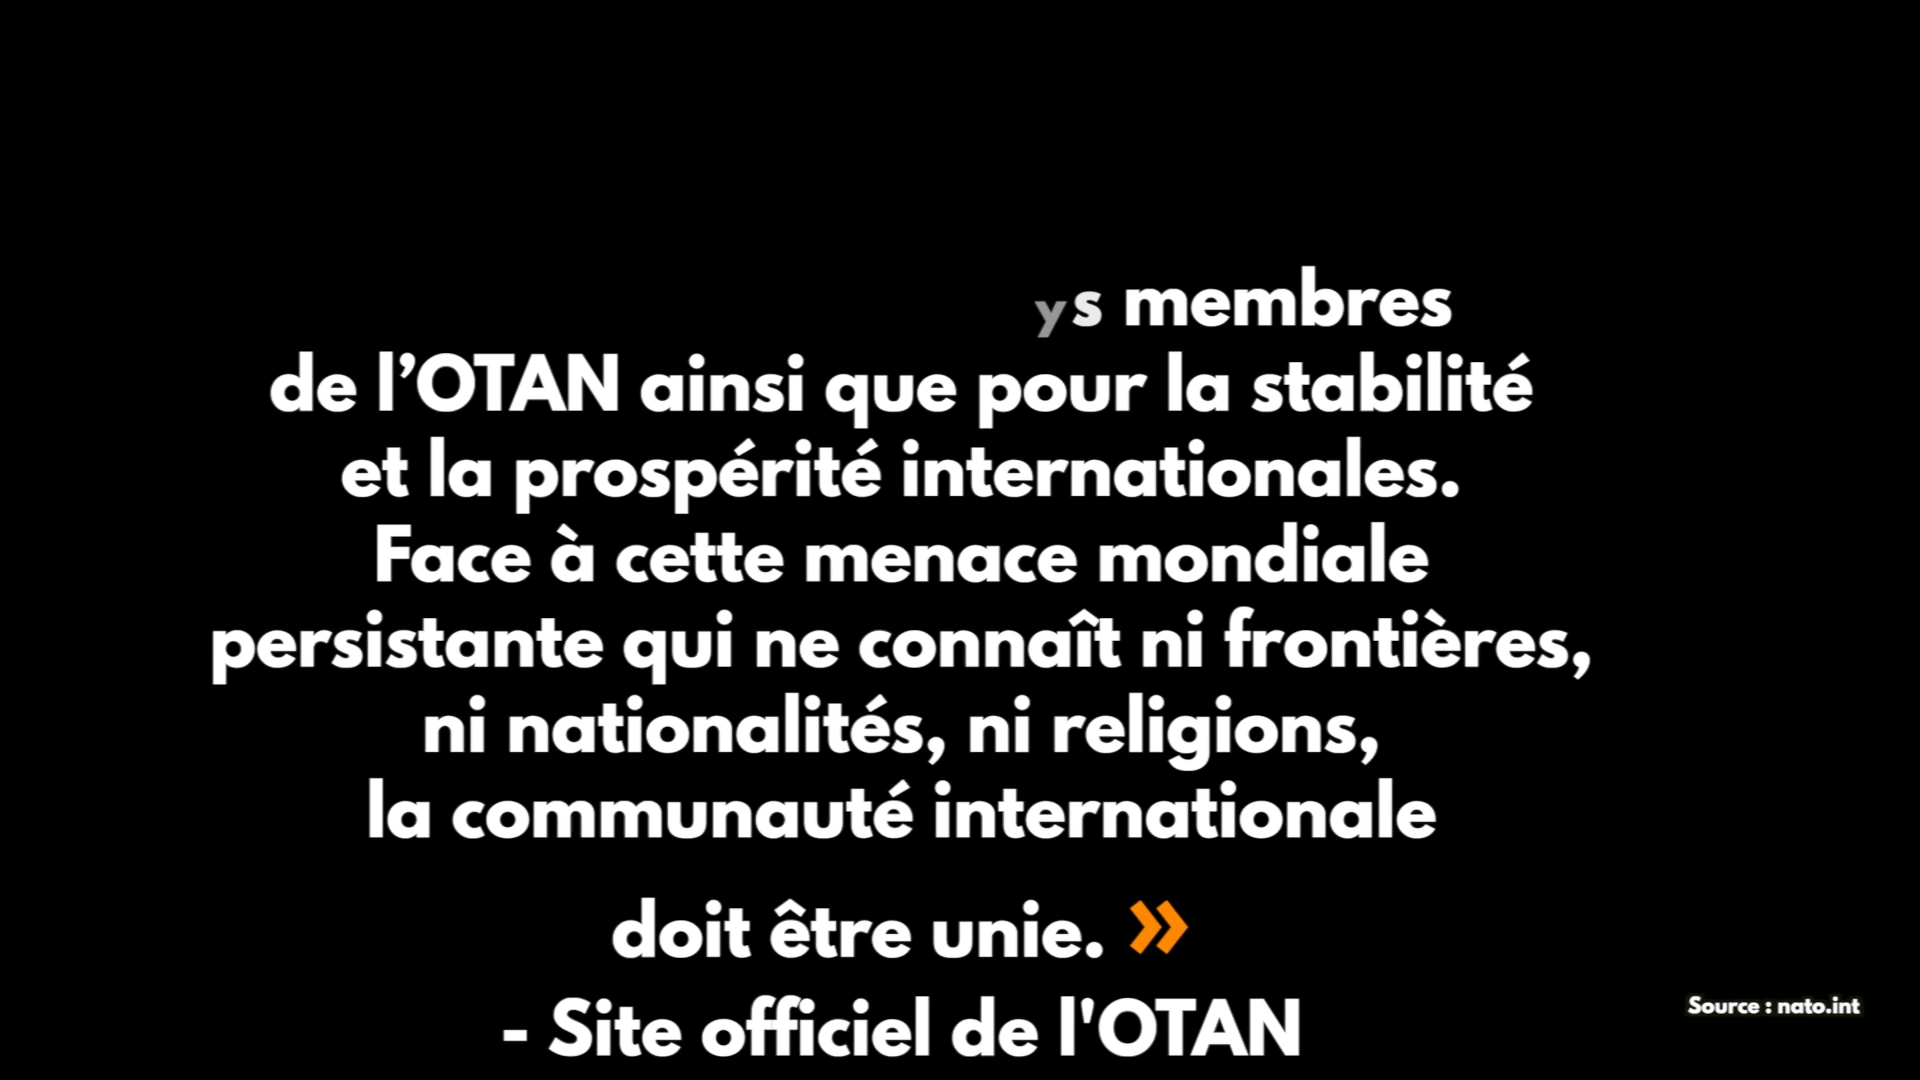 ys membres
de l’OTAN ainsi que pour la stabilité
et la prospérité internationales.
Face à cette menace mondiale
persistante qui ne connaît ni frontières,
ni nationalités, ni religions,
la communauté internationale
doit être unie. »
- Site officiel de l'OTAN
Source : nato.int